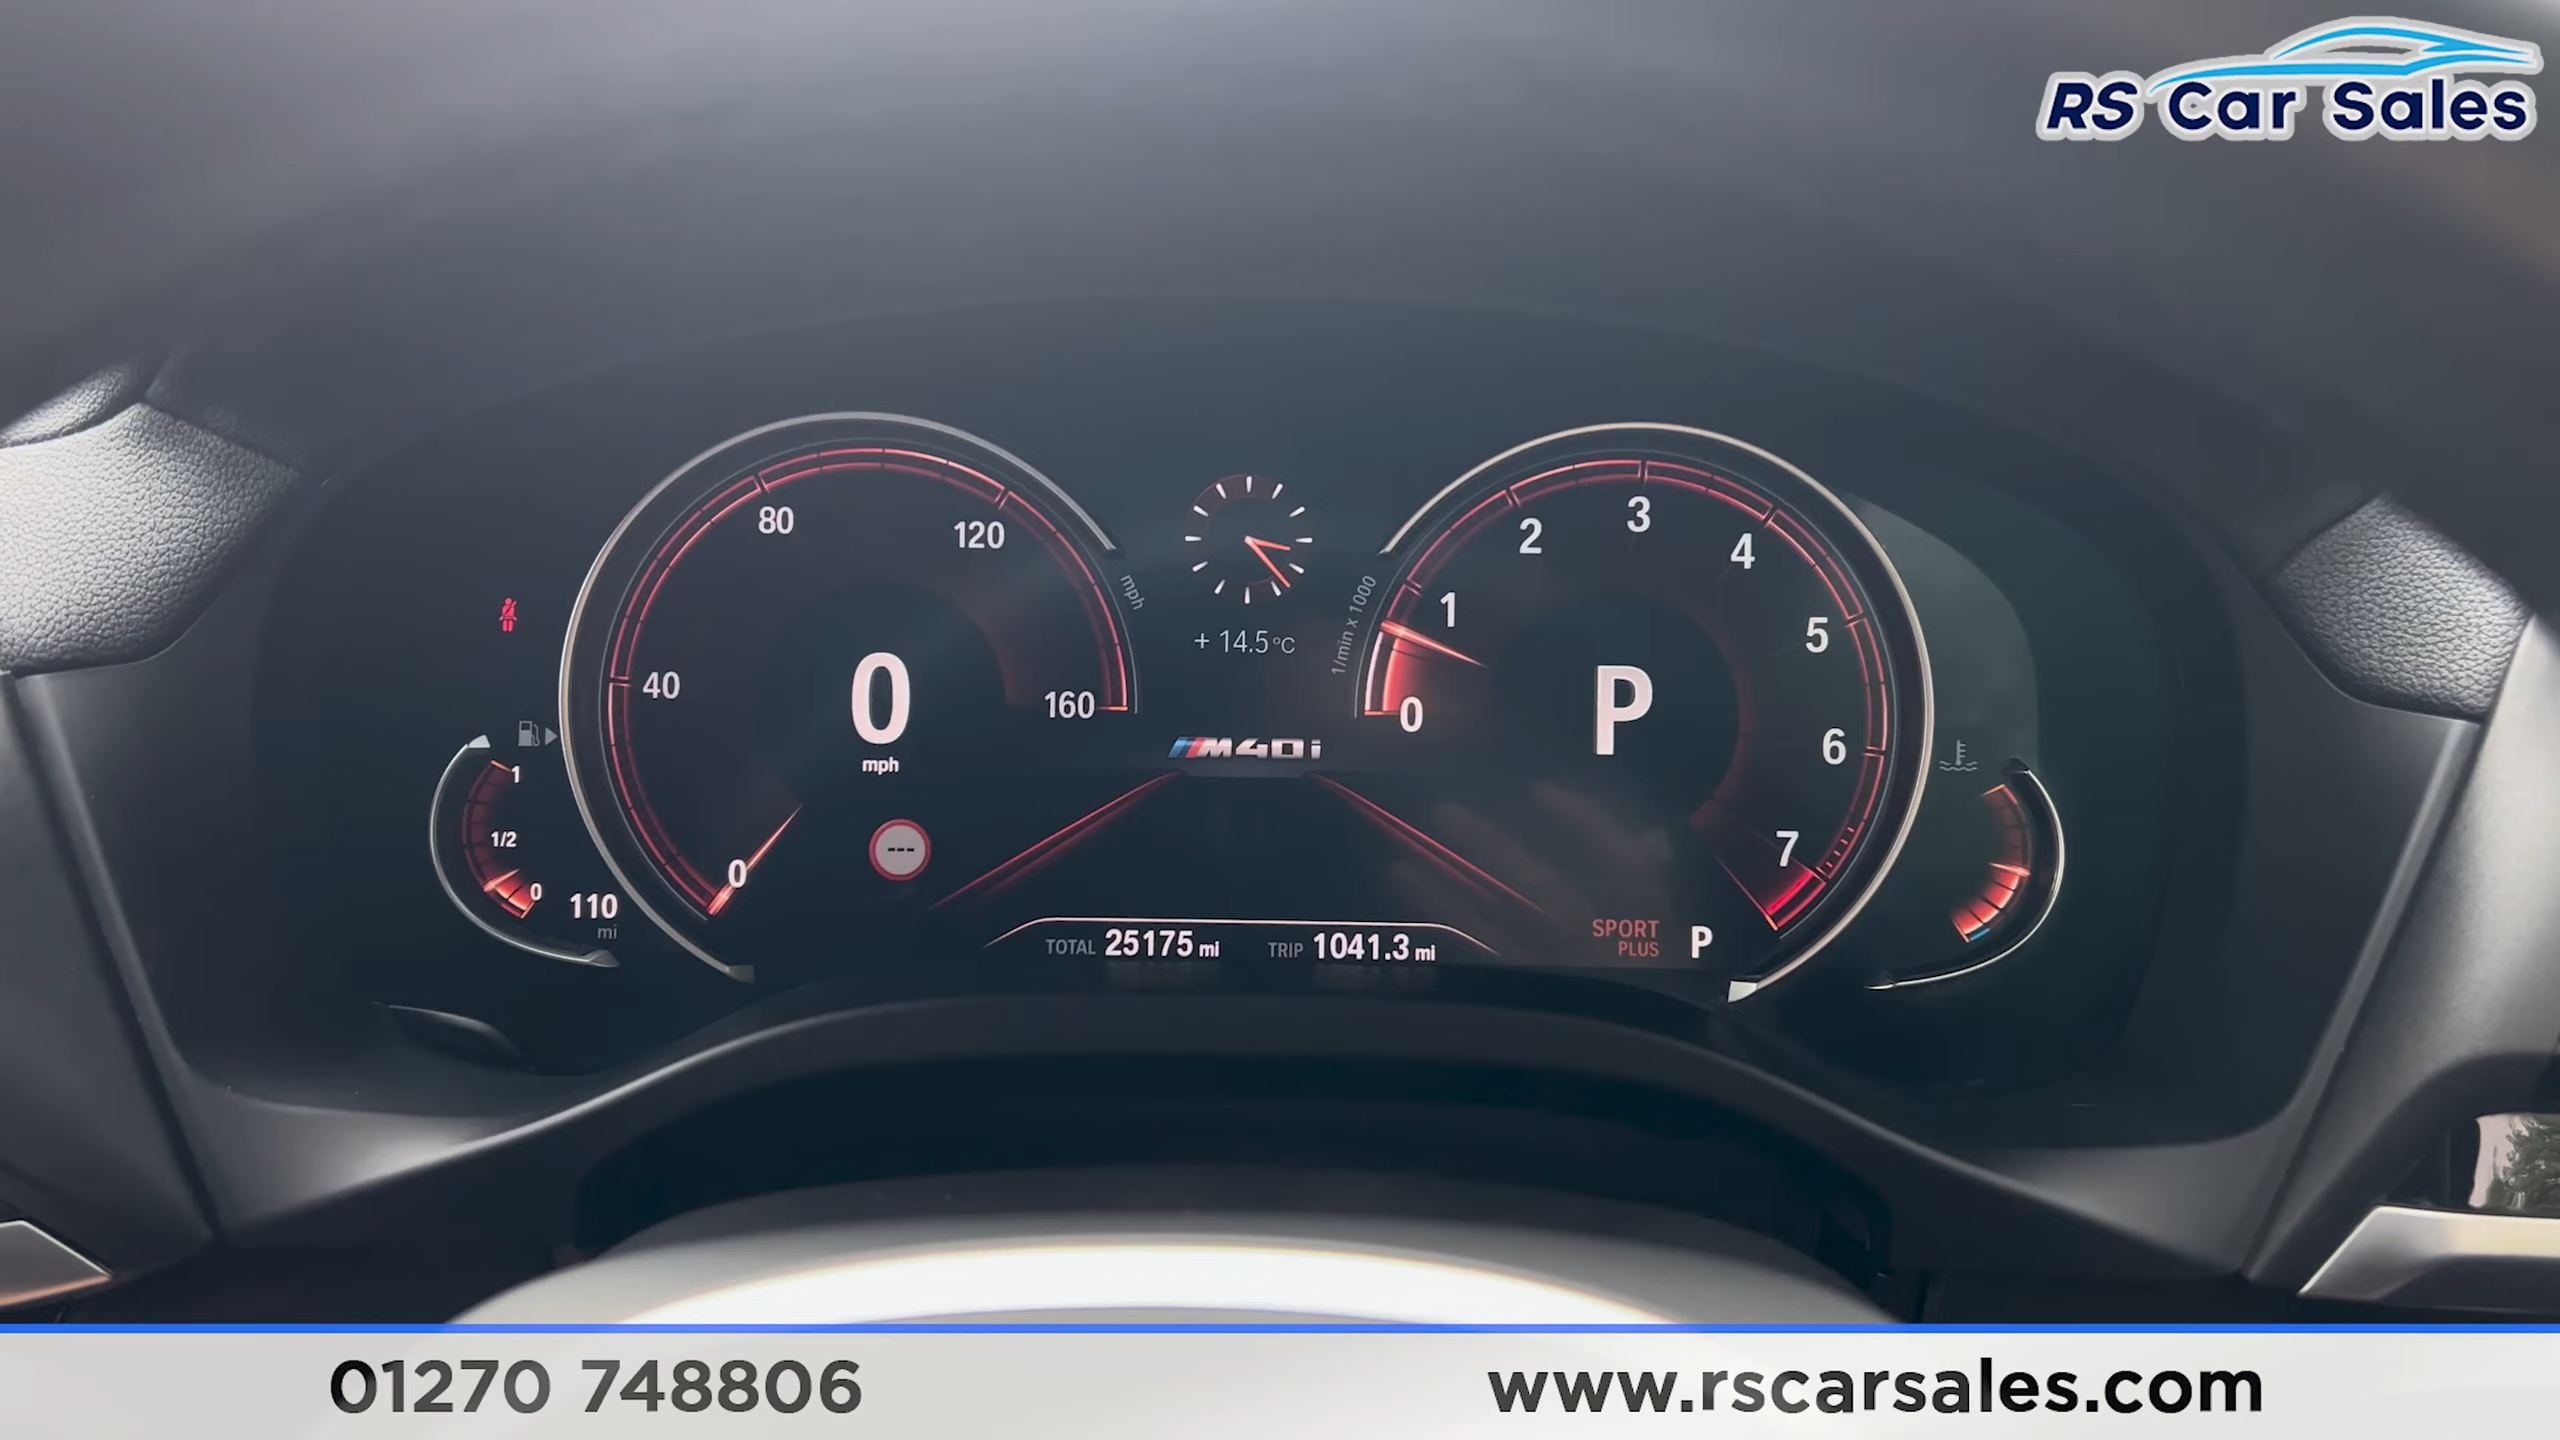 RS Car Sales
80
120
40
160
mph
0
mph
0
---
1
1/2
0
110
mi
+ 14.5°C
M40i
1/min x 1000
0
1
2
3
4
5
6
7
P
TOTAL 25175 mi
TRIP 1041.3 mi
SPORT
PLUS
P
01270 748806
www.rscarsales.com